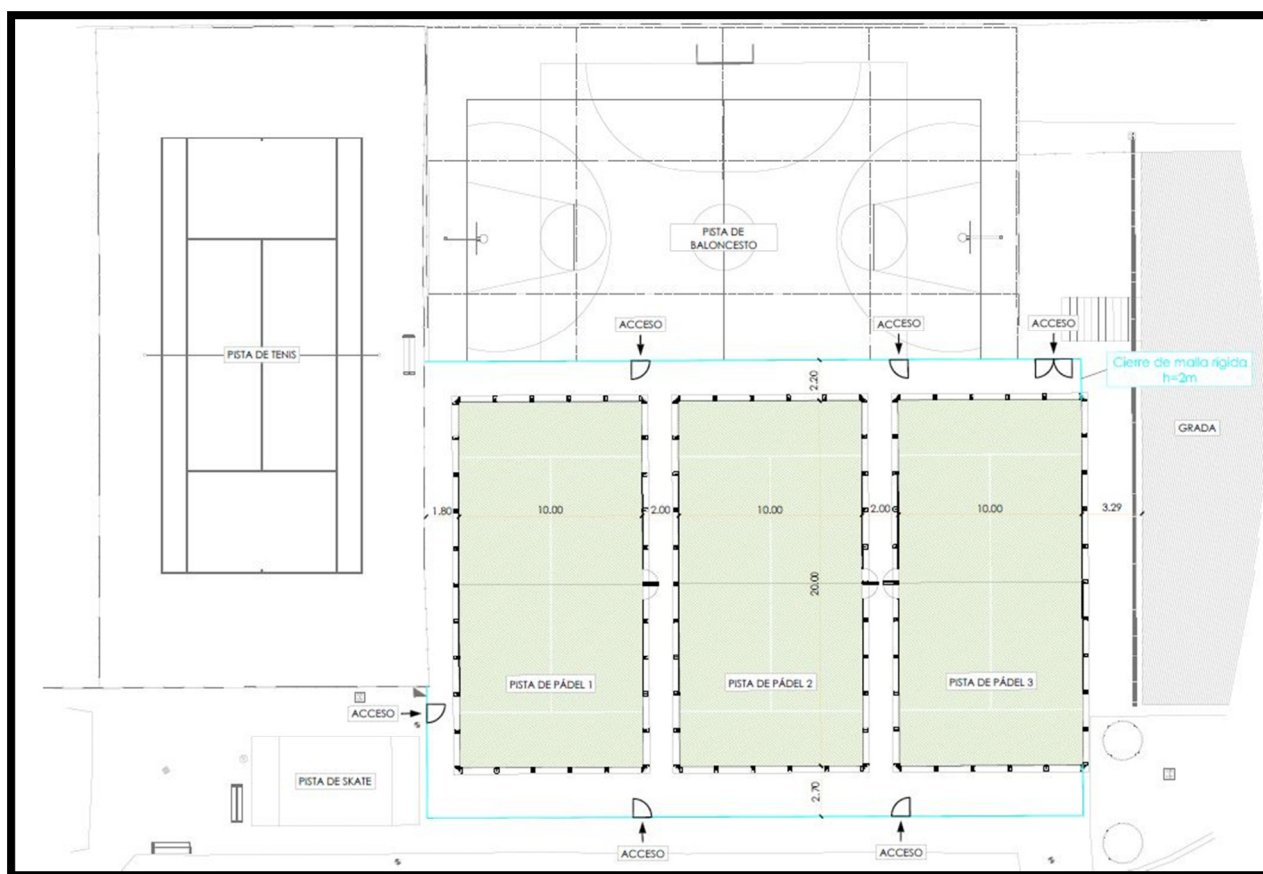 PISTA DE
BALONCESTO
ACCESO
ACCESO
ACCESO
PISTA DE TENIS
Cierre de malla rígida
h=2m
2.20
GRADA
1.80
10.00
2.00
10.00
2.00
10.00
3.29
20.00
PISTA DE PÁDEL 1
PISTA DE PÁDEL 2
PISTA DE PÁDEL 3
ACCESO
PISTA DE SKATE
2.70
ACCESO
ACCESO